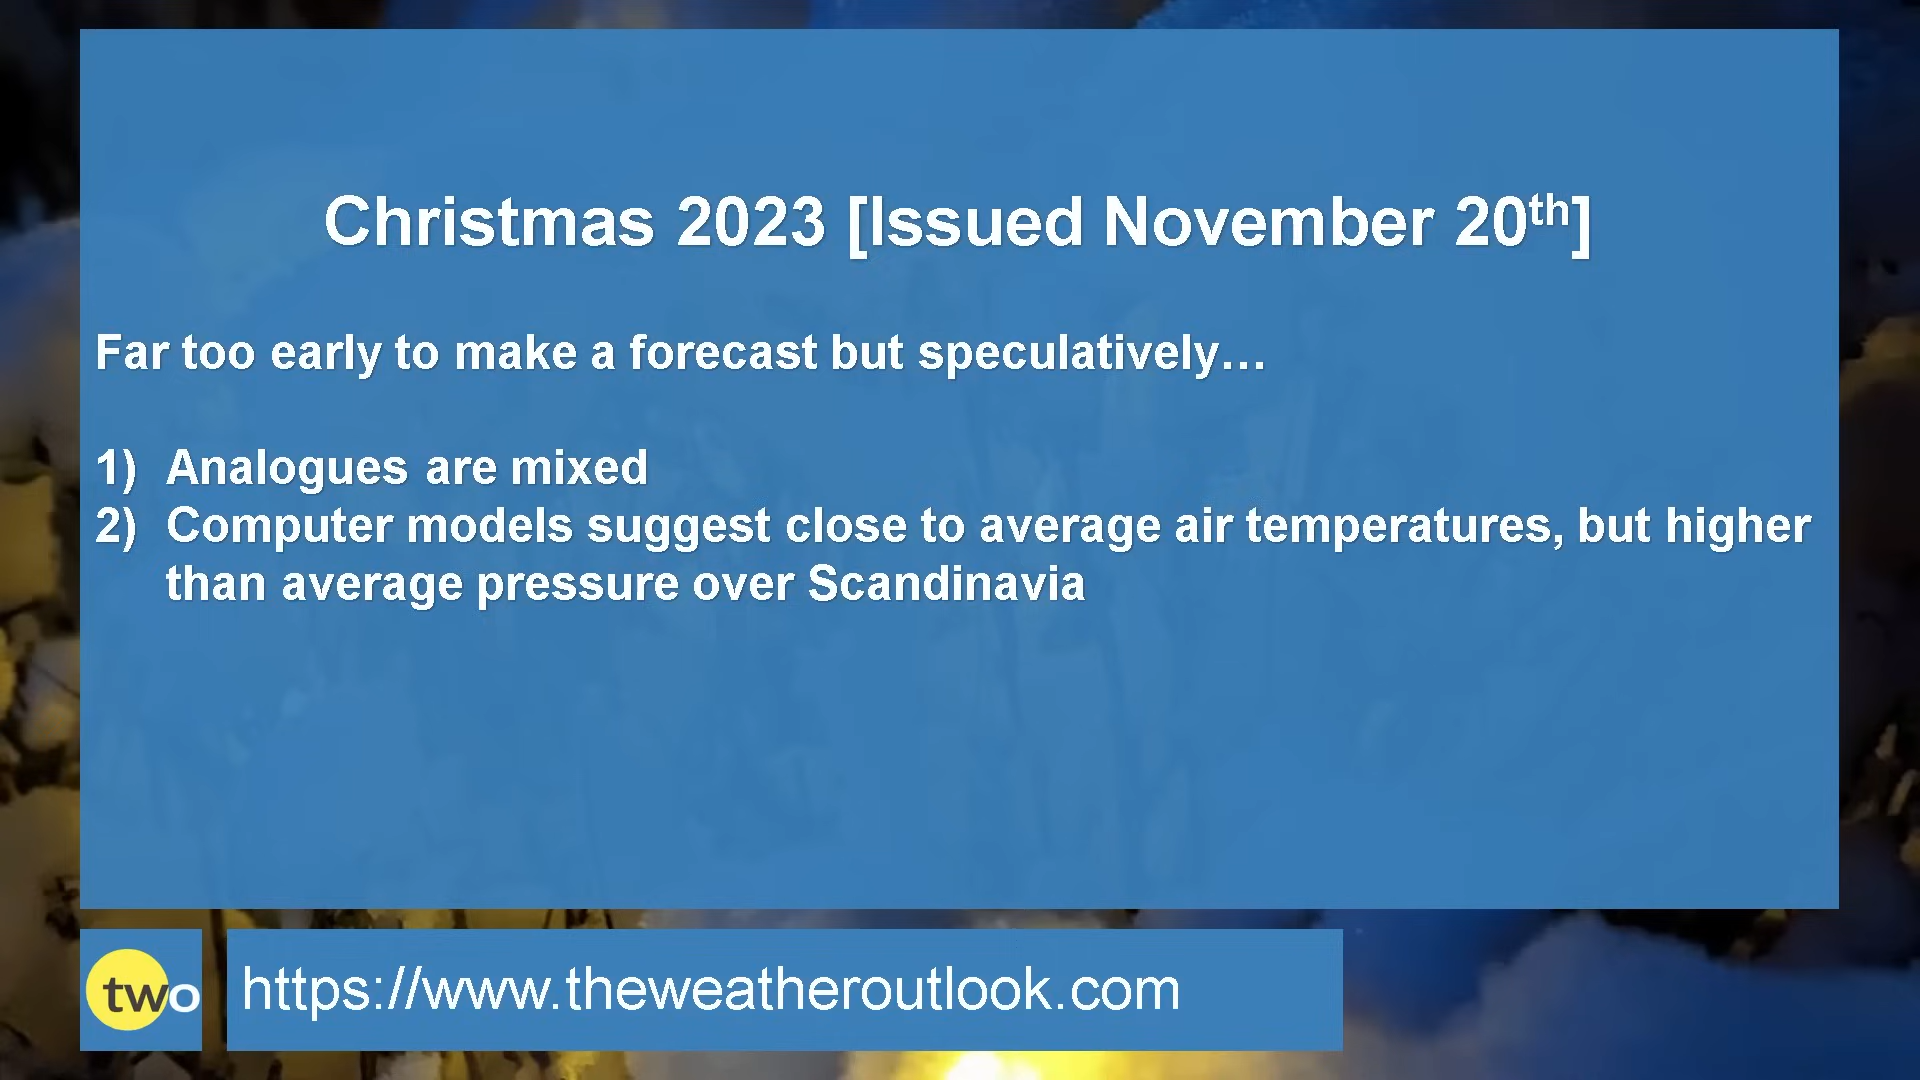 Christmas 2023 [Issued November 20th]
Far too early to make a forecast but speculatively…
1) Analogues are mixed
2) Computer models suggest close to average air temperatures, but higher
than average pressure over Scandinavia
two
https://www.theweatheroutlook.com